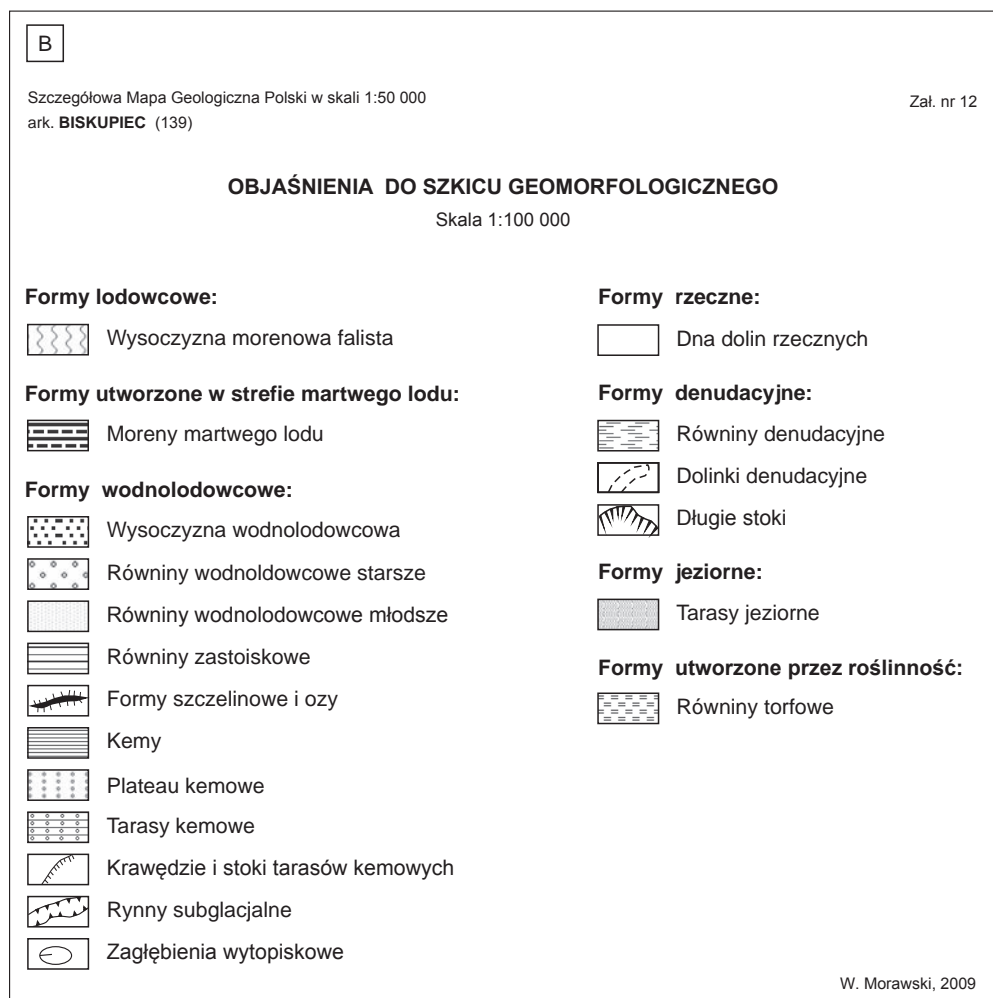 B
Szczegółowa Mapa Geologiczna Polski w skali 1:50 000
ark. BISKUPIEC (139)
Zał. nr 12
OBJAŚNIENIA DO SZKICU GEOMORFOLOGICZNEGO
Skala 1:100 000
Formy lodowcowe:
Wysoczyzna morenowa falista
Formy utworzone w strefie martwego lodu:
Moreny martwego lodu
Formy wodnolodowcowe:
Wysoczyzna wodnolodowcowa
Równiny wodnoldowcowe starsze
Równiny wodnolodowcowe młodsze
Równiny zastoiskowe
Formy szczelinowe i ozy
Kemy
Plateau kemowe
Tarasy kemowe
Krawędzie i stoki tarasów kemowych
Rynny subglacjalne
Zagłębienia wytopiskowe
Formy rzeczne:
Dna dolin rzecznych
Formy denudacyjne:
Równiny denudacyjne
Dolinki denudacyjne
Długie stoki
Formy jeziorne:
Tarasy jeziorne
Formy utworzone przez roślinność:
Równiny torfowe
W. Morawski, 2009